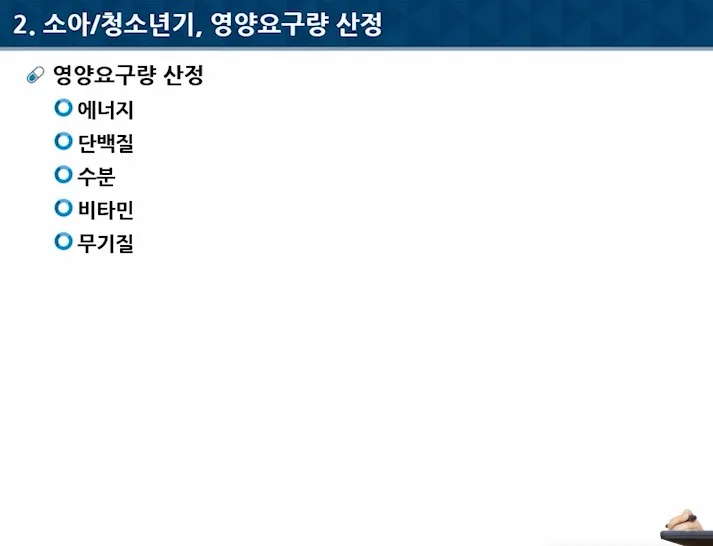 2. 소아/청소년기, 영양요구량 산정
영양요구량 산정
에너지
단백질
수분
비타민
무기질